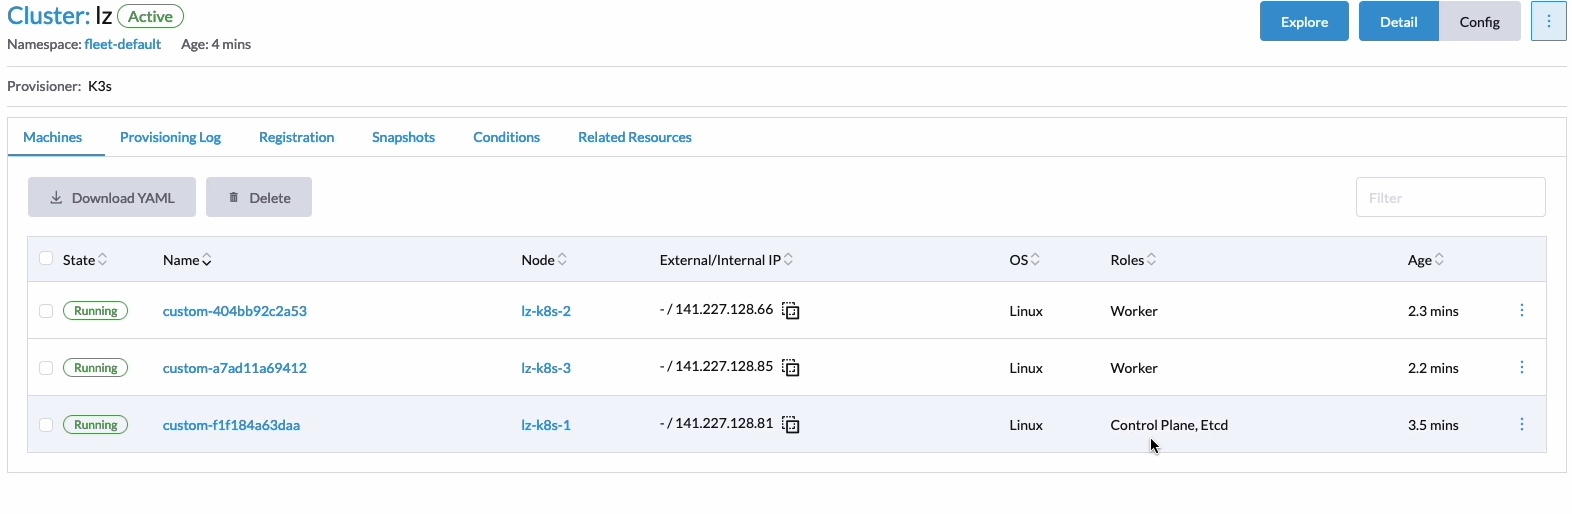 Cluster: lz Active
Explore Detail Config
Namespace: fleet-default Age: 4 mins
Provisioner: K3s
Machines Provisioning Log Registration Snapshots Conditions Related Resources
Download YAML Delete Filter
State Name Node External/Internal IP OS Roles Age
Running custom-404bb92c2a53 lz-k8s-2 - / 141.227.128.66 Linux Worker 2.3 mins
Running custom-a7ad11a69412 lz-k8s-3 - / 141.227.128.85 Linux Worker 2.2 mins
Running custom-f1f184a63daa lz-k8s-1 - / 141.227.128.81 Linux Control Plane, Etcd 3.5 mins